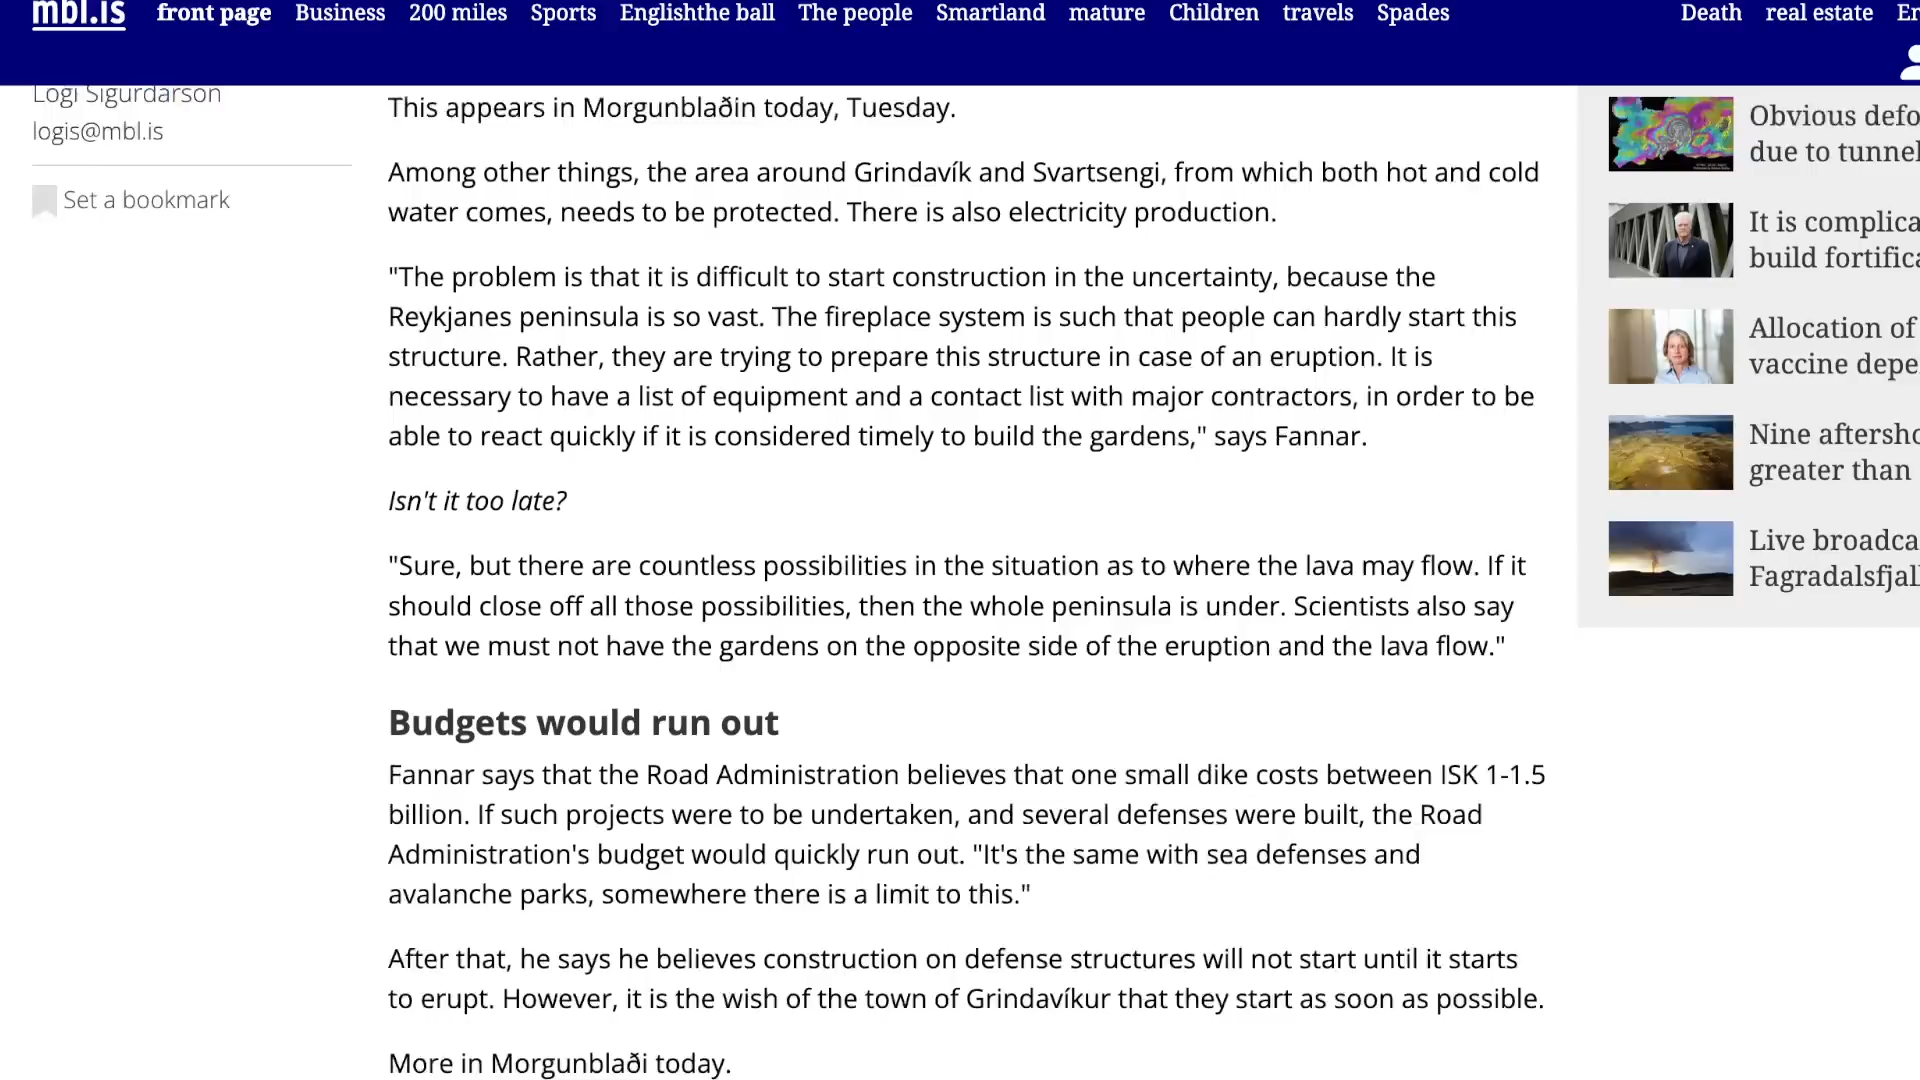 mbl.is front page Business 200 miles Sports Englishthe ball The people Smartland mature Children travels Spades Death real estate En
Logi Sigurdarson
logis@mbl.is
Set a bookmark
This appears in Morgunblaðin today, Tuesday.
Among other things, the area around Grindavík and Svartsengi, from which both hot and cold
water comes, needs to be protected. There is also electricity production.
"The problem is that it is difficult to start construction in the uncertainty, because the
Reykjanes peninsula is so vast. The fireplace system is such that people can hardly start this
structure. Rather, they are trying to prepare this structure in case of an eruption. It is
necessary to have a list of equipment and a contact list with major contractors, in order to be
able to react quickly if it is considered timely to build the gardens," says Fannar.
Isn't it too late?
"Sure, but there are countless possibilities in the situation as to where the lava may flow. If it
should close off all those possibilities, then the whole peninsula is under. Scientists also say
that we must not have the gardens on the opposite side of the eruption and the lava flow."
Budgets would run out
Fannar says that the Road Administration believes that one small dike costs between ISK 1-1.5
billion. If such projects were to be undertaken, and several defenses were built, the Road
Administration's budget would quickly run out. "It's the same with sea defenses and
avalanche parks, somewhere there is a limit to this."
After that, he says he believes construction on defense structures will not start until it starts
to erupt. However, it is the wish of the town of Grindavíkur that they start as soon as possible.
More in Morgunblaði today.
Obvious defo
due to tunnel
It is complica
build fortifica
Allocation of
vaccine depe
Nine aftersho
greater than
Live broadca
Fagradalsfjall